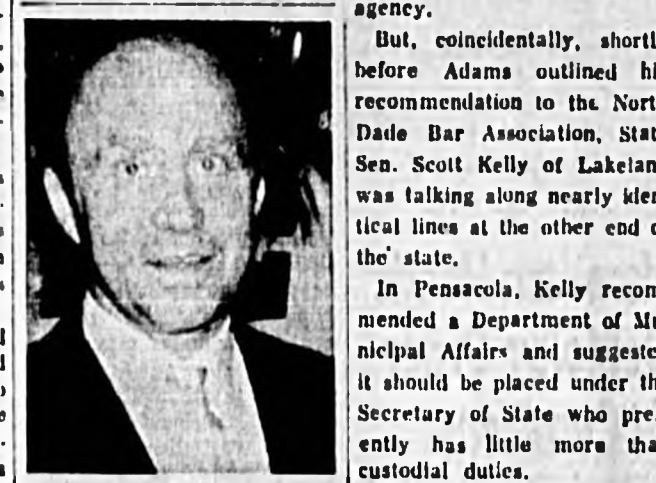 agency.
But, coincidentally, shortl
before Adams outlined hi
recommendation to the Nort
Dade Bar Association, Stat
Sen. Scott Kelly of Lakelan
was talking along nearly iden
tical lines at the other end o
the state.
In Pensacola, Kelly recom
mended a Department of Mu
nicipal Affairs and suggeste
it should be placed under th
Secretary of State who pre
ently has little more tha
custodial duties.